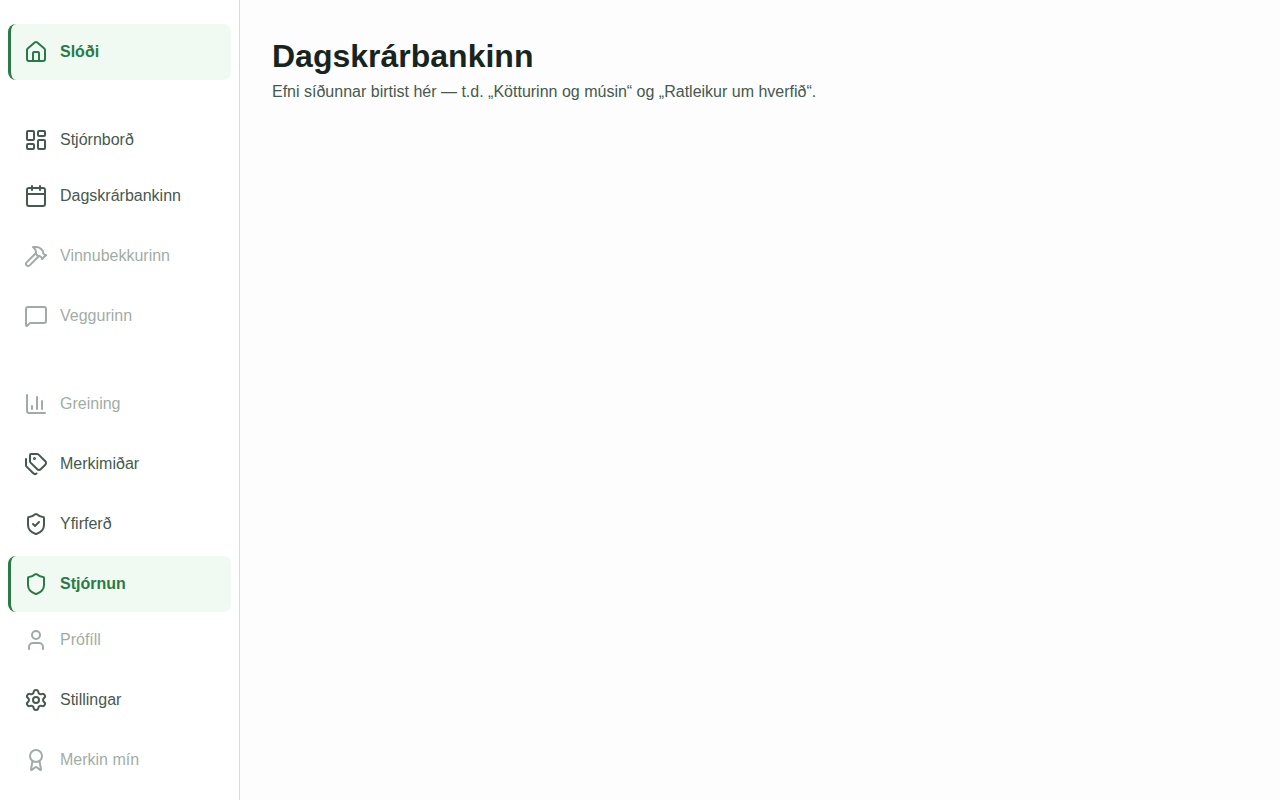 Slóði
Stjórnborð
Dagskrárbankinn
Vinnubekkurinn
Veggurinn
Greining
Merkimiðar
Yfirferð
Stjórnun
Prófíll
Stillingar
Merkin mín
Dagskrárbankinn
Efni síðunnar birtist hér — t.d. „Kötturinn og músin“ og „Ratleikur um hverfið“.